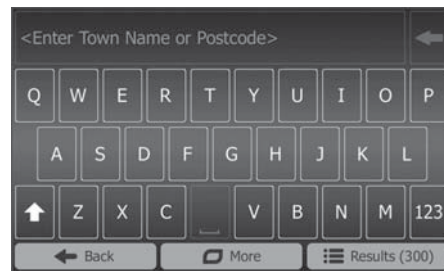 <Enter Town Name or Postcode>
Q W E R T Y U I O P
A S D F G H J K L
Z X C V B N M 123
Back More Results (300)